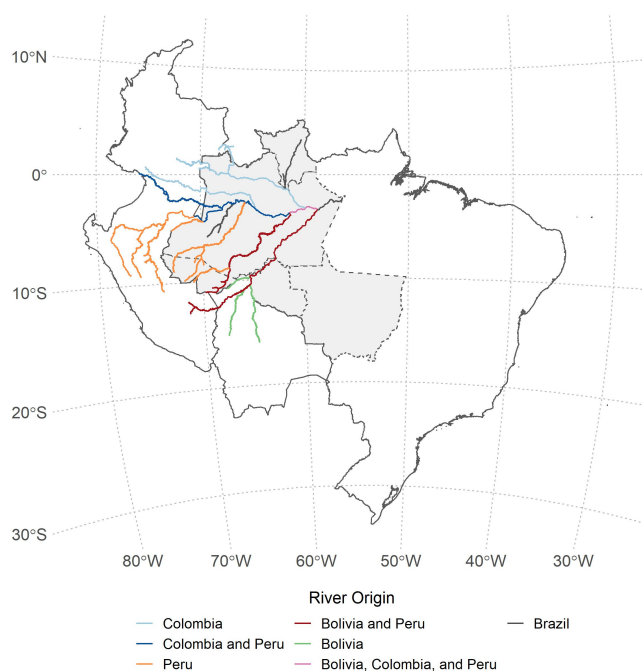 10°N
0°
10°S
20°S
30°S
80°W 70°W 60°W 50°W 40°W 30°W
River Origin
Colombia Bolivia and Peru Brazil
Colombia and Peru Bolivia
Peru Bolivia, Colombia, and Peru